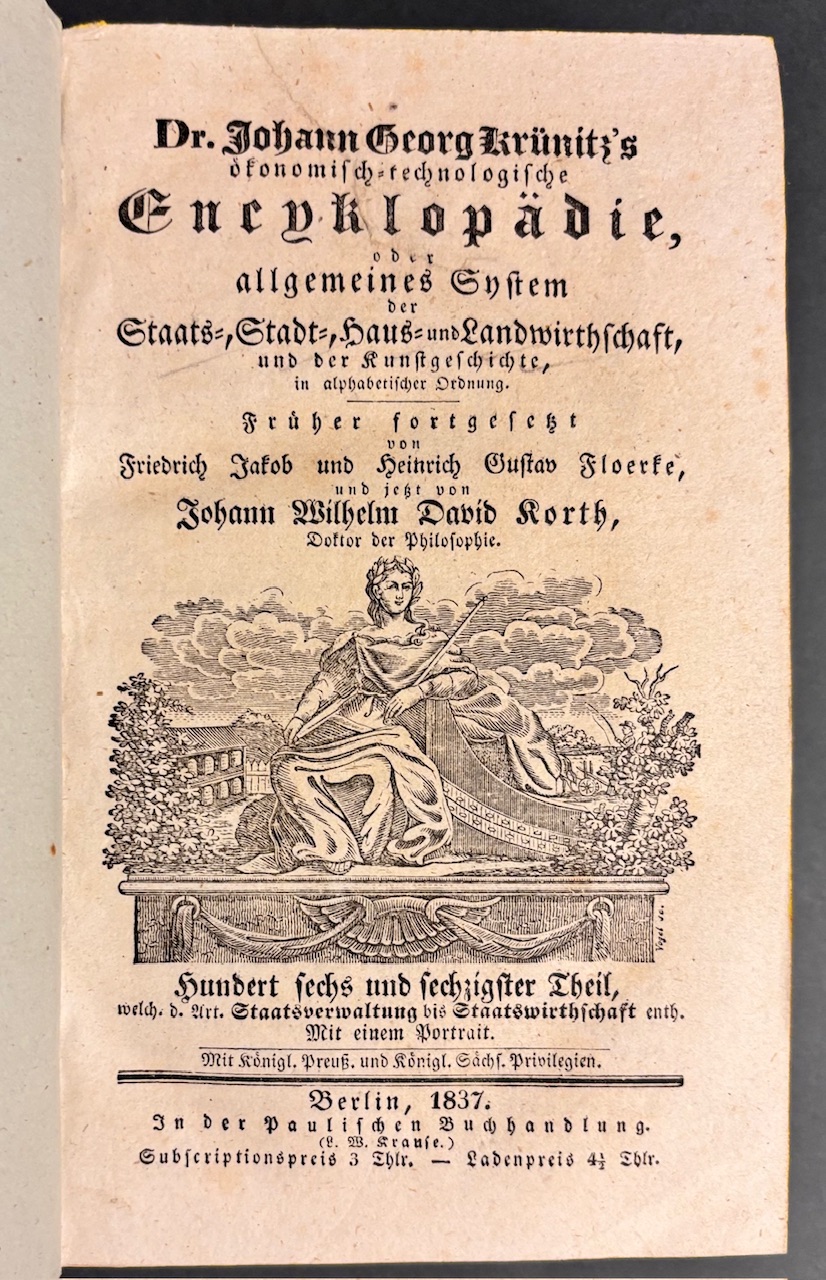 Dr. Johann Georg Krünitz's
ökonomisch-technologische
Encyklopädie,
oder
allgemeines System
der
Staats-, Stadt-, Haus- und Landwirthschaft,
und der Kunstgeschichte,
in alphabetischer Ordnung.
Früher fortgesetzt
von
Friedrich Jakob und Heinrich Gustav Floerke,
und jetzt von
Johann Wilhelm David Korth,
Doktor der Philosophie.
Vogel sc.
Hundert sechs und sechzigster Theil,
welch. d. Art. Staatsverwaltung bis Staatswirthschaft enth.
Mit einem Portrait.
Mit Königl. Preuß. und Königl. Sächs. Privilegien.
Berlin, 1837.
In der Paulischen Buchhandlung.
(L. W. Krause.)
Subscriptionspreis 3 Thlr. — Ladenpreis 4½ Thlr.